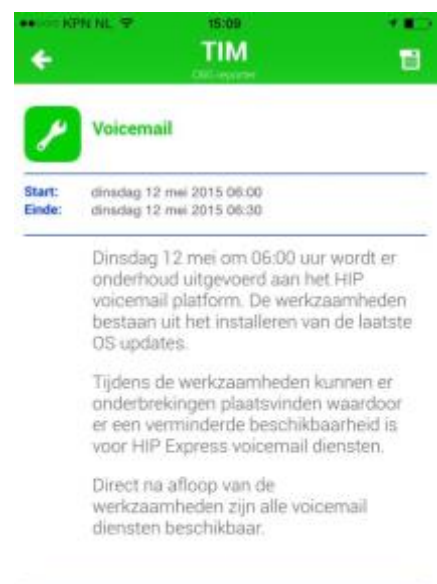 KPN NL 15:09
TIM
CBG reporter
Voicemail
Start: dinsdag 12 mei 2015 06:00
Einde: dinsdag 12 mei 2015 06:30
Dinsdag 12 mei om 06:00 uur wordt er
onderhoud uitgevoerd aan het HIP
voicemail platform. De werkzaamheden
bestaan uit het installeren van de laatste
OS updates.
Tijdens de werkzaamheden kunnen er
onderbrekingen plaatsvinden waardoor
er een verminderde beschikbaarheid is
voor HIP Express voicemail diensten.
Direct na afloop van de
werkzaamheden zijn alle voicemail
diensten beschikbaar.